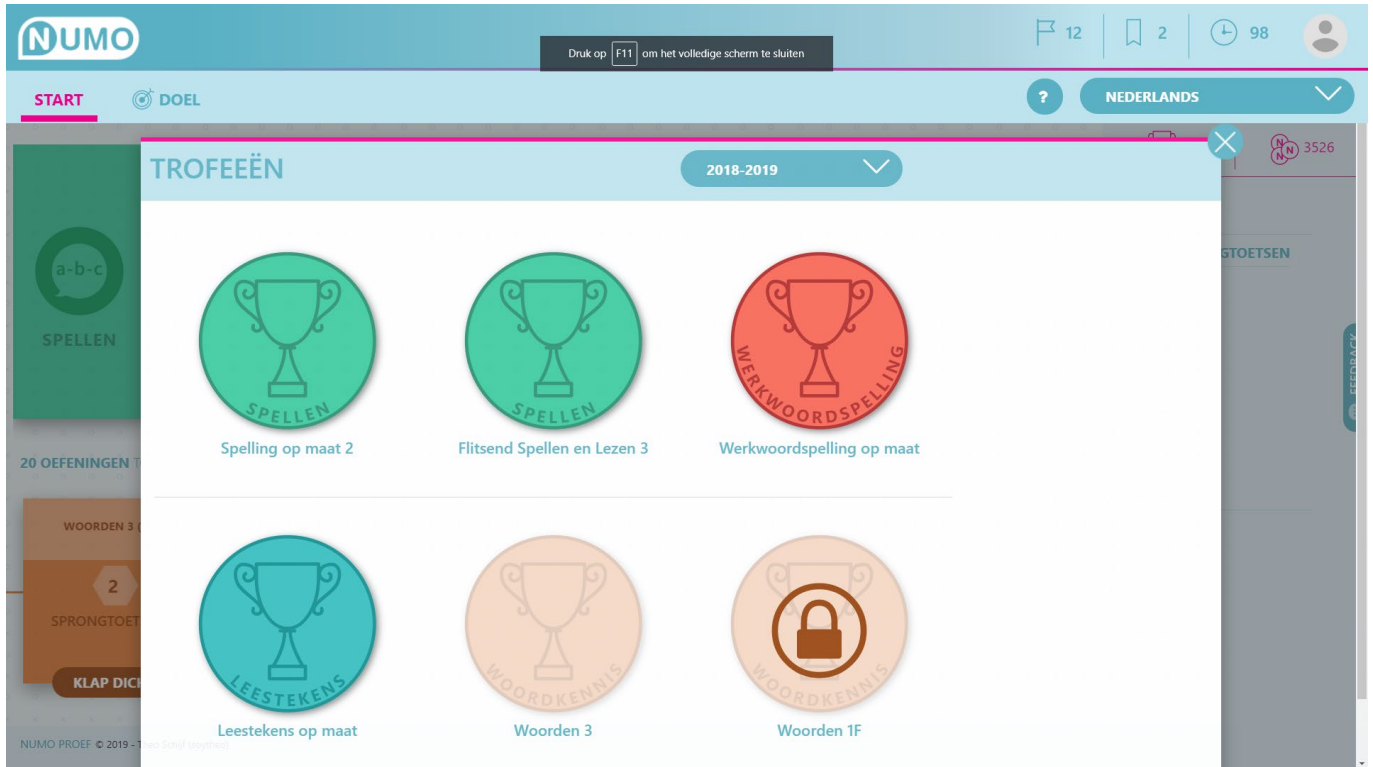 NUMO
Druk op F11 om het volledige scherm te sluiten
12
2
98
START
DOEL
?
NEDERLANDS
TROFEEËN
2018-2019
3526
a-b-c
SPELLEN
GTOETSEN
SPELLEN
SPELLEN
WERKWOORDSPELLING
FEEDBACK
Spelling op maat 2
Flitsend Spellen en Lezen 3
Werkwoordspelling op maat
20 OEFENINGEN
WOORDEN 3 (
2
SPRONGTOET
KLAP DICH
LEESTEKENS
WOORDKENNIS
WOORDKENNIS
Leestekens op maat
Woorden 3
Woorden 1F
NUMO PROEF © 2019 -